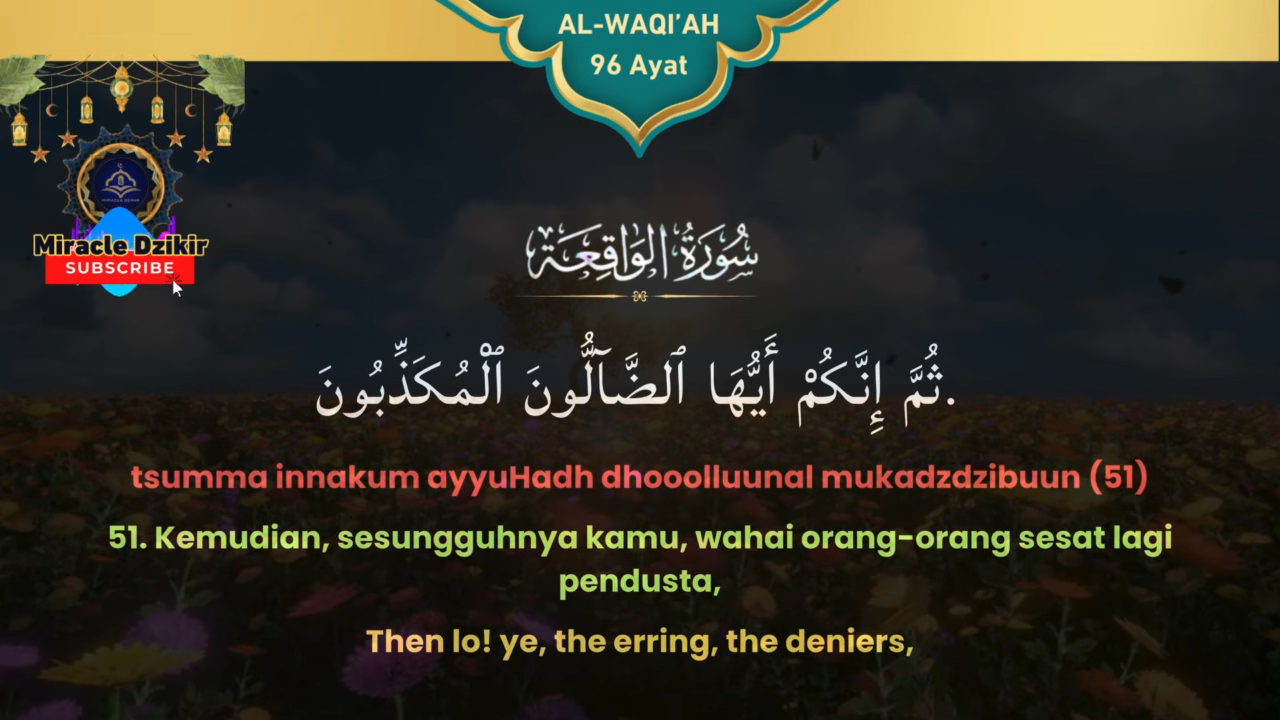 AL-WAQI'AH
96 Ayat
Miracle Dzikir
SUBSCRIBE
سُورَةُ الوَاقِعَة
ثُمَّ إِنَّكُمْ أَيُّهَا ٱلضَّآلُّونَ ٱلْمُكَذِّبُونَ.
tsumma innakum ayyuHadh dhooolluunal mukadzdzibuun (51)
51. Kemudian, sesungguhnya kamu, wahai orang-orang sesat lagi
pendusta,
Then lo! ye, the erring, the deniers,